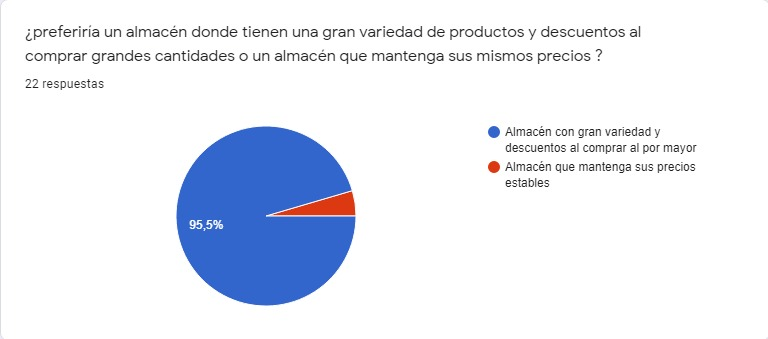 ¿preferiría un almacén donde tienen una gran variedad de productos y descuentos al
comprar grandes cantidades o un almacén que mantenga sus mismos precios ?
22 respuestas
Almacén con gran variedad y
descuentos al comprar al por mayor
Almacén que mantenga sus precios
estables
95,5%